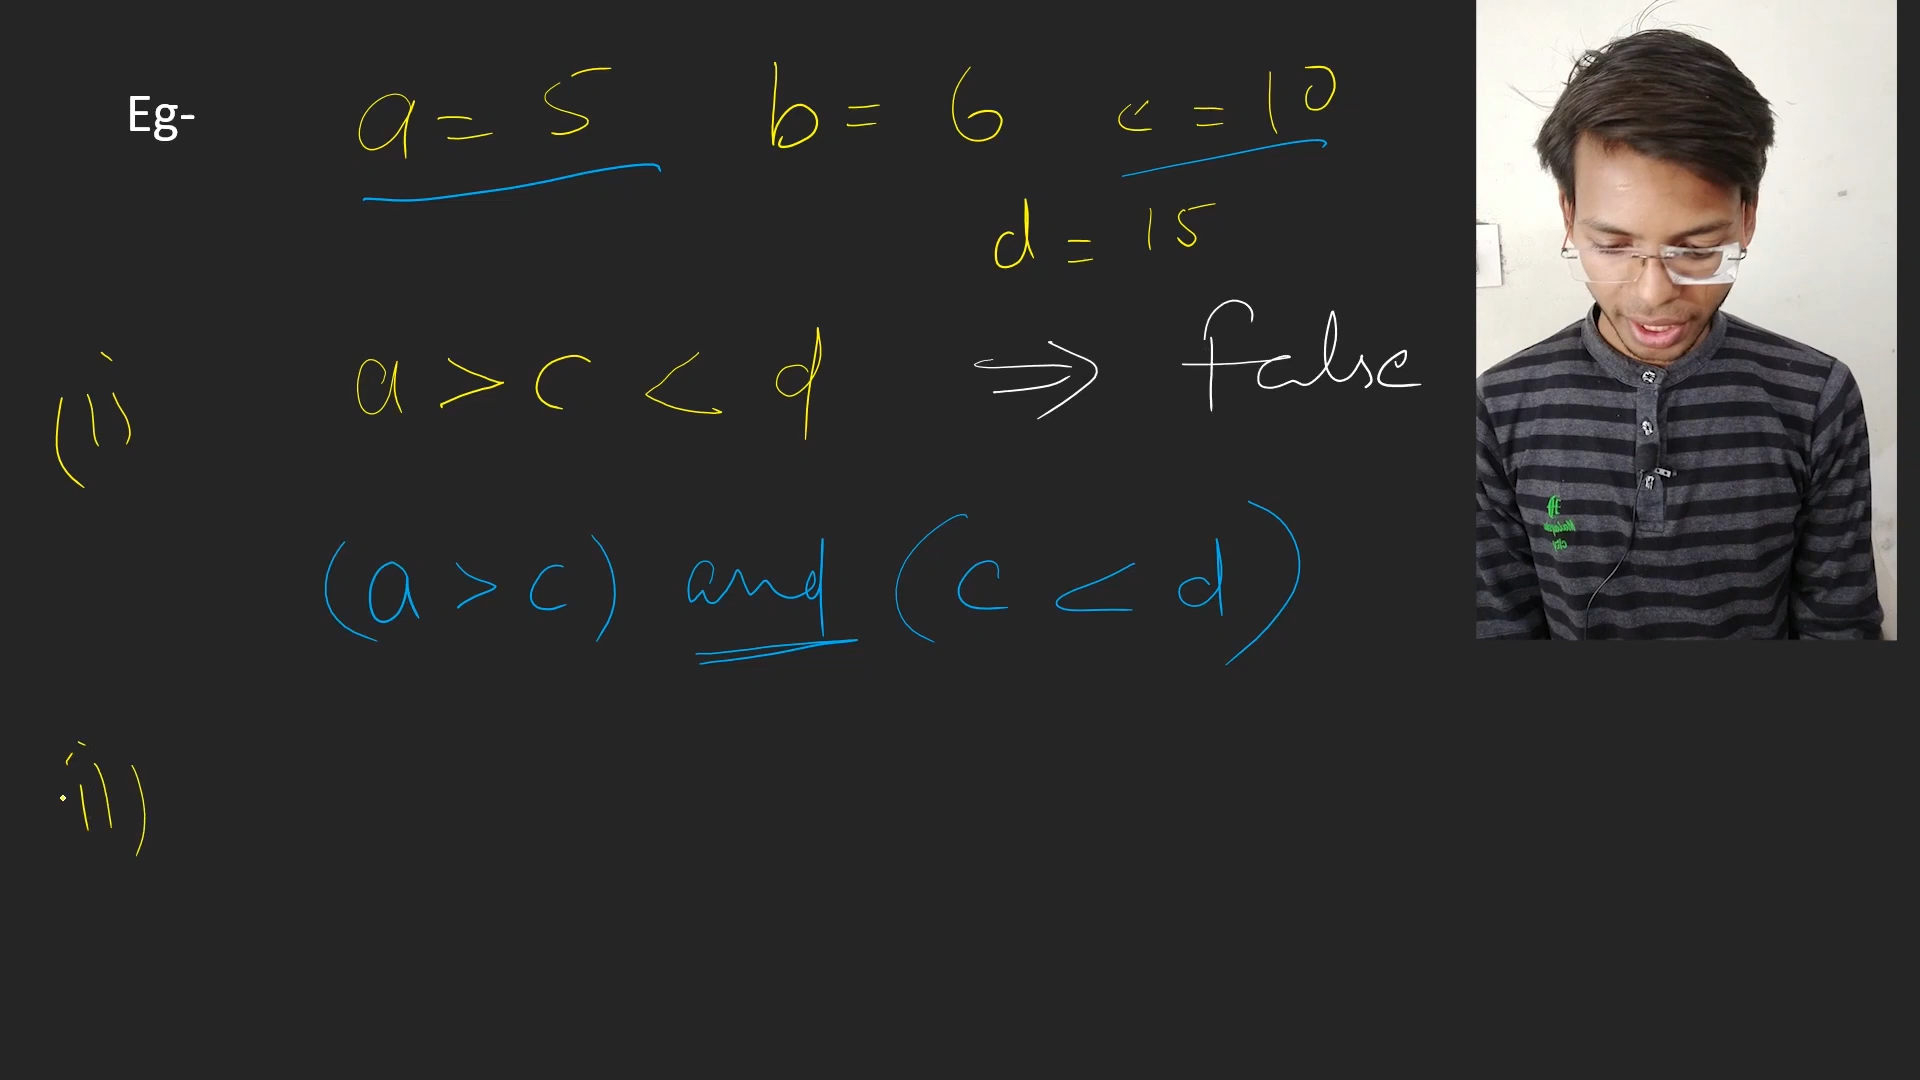 Eg- a = 5 b = 6 c = 10
d = 15
(i) a > c < d ⇒ false
(a > c) and (c < d)
ii)